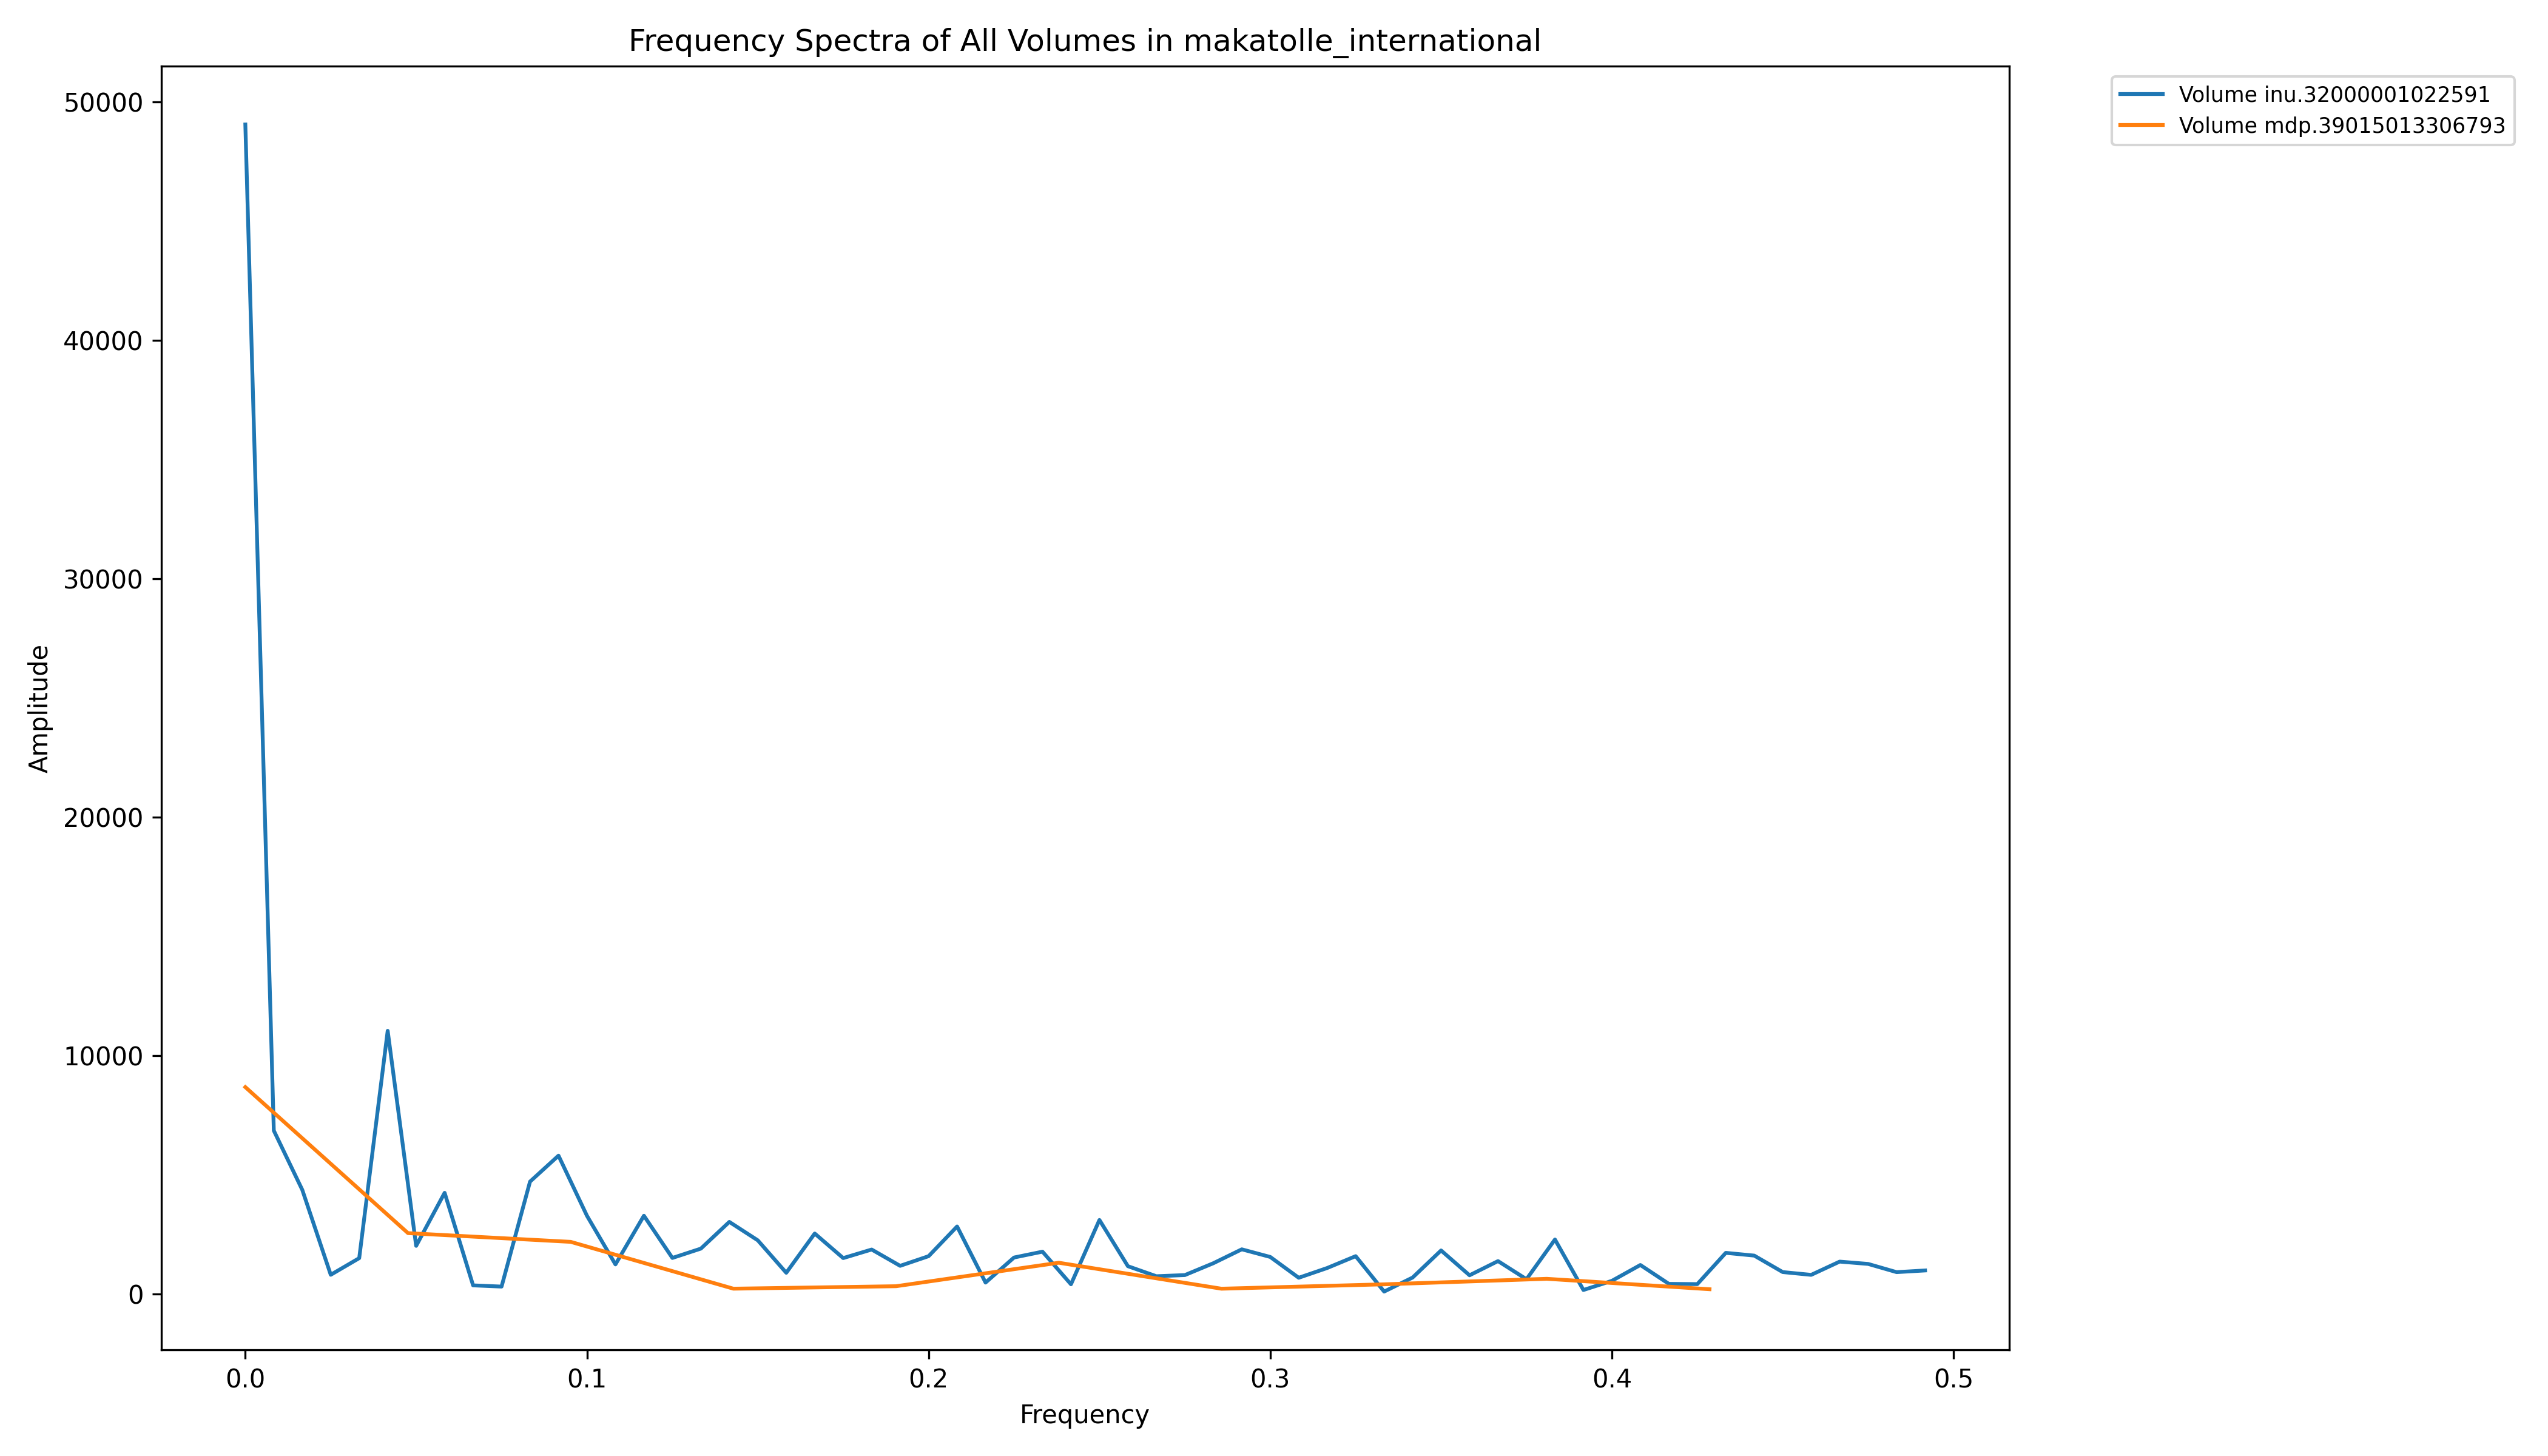 Frequency Spectra of All Volumes in makatolle_international
Volume inu.32000001022591
Volume mdp.39015013306793
50000
40000
30000
20000
10000
0
Amplitude
0.0 0.1 0.2 0.3 0.4 0.5
Frequency